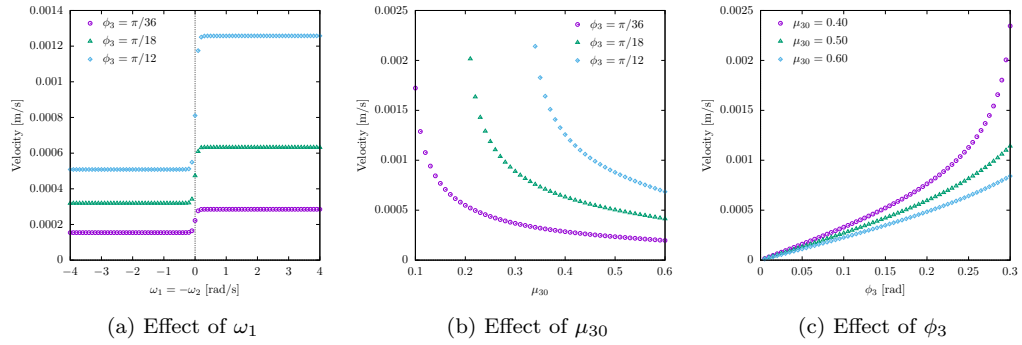 Velocity [m/s]
0.0014
0.0012
0.001
0.0008
0.0006
0.0004
0.0002
0
−4 −3 −2 −1 0 1 2 3 4
ω₁ = −ω₂ [rad/s]
ϕ₃ = π/36
ϕ₃ = π/18
ϕ₃ = π/12
(a) Effect of ω₁
Velocity [m/s]
0.0025
0.002
0.0015
0.001
0.0005
0
0.1 0.2 0.3 0.4 0.5 0.6
μ₃₀
ϕ₃ = π/36
ϕ₃ = π/18
ϕ₃ = π/12
(b) Effect of μ₃₀
Velocity [m/s]
0.0025
0.002
0.0015
0.001
0.0005
0
0 0.05 0.1 0.15 0.2 0.25 0.3
ϕ₃ [rad]
μ₃₀ = 0.40
μ₃₀ = 0.50
μ₃₀ = 0.60
(c) Effect of ϕ₃